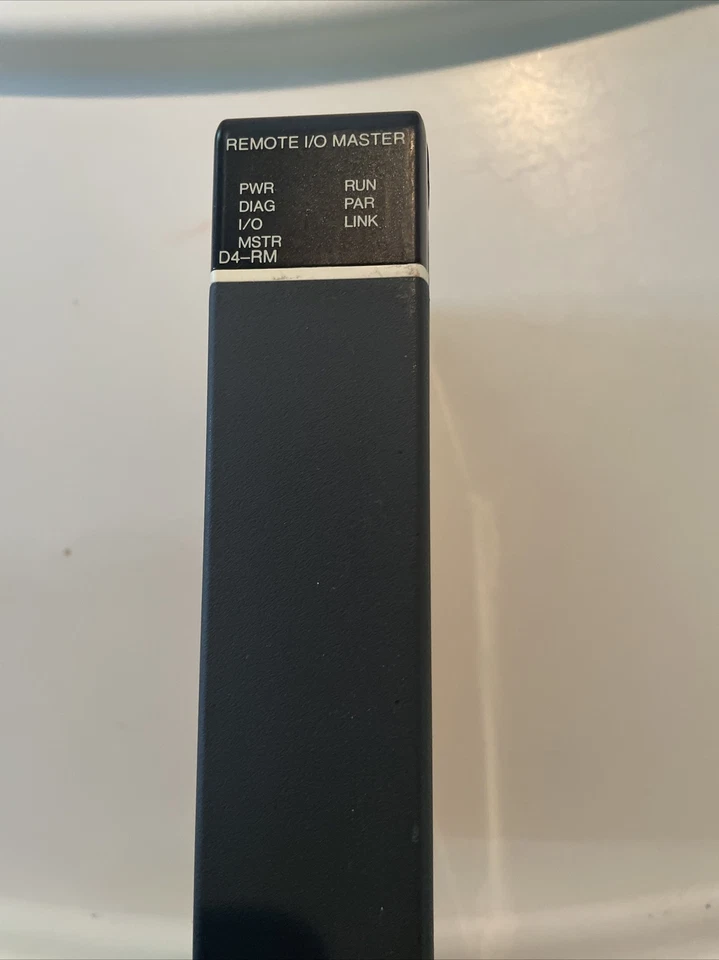 REMOTE I/O MASTER
PWR RUN
DIAG PAR
I/O LINK
MSTR
D4-RM